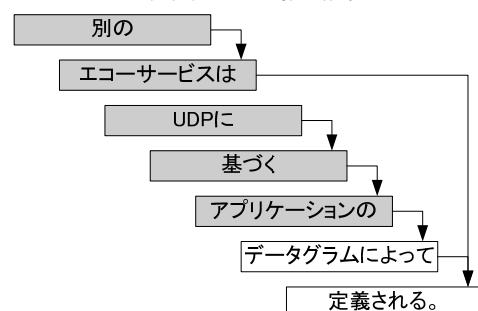 別の
エコーサービスは
UDPに
基づく
アプリケーションの
データグラムによって
定義される。